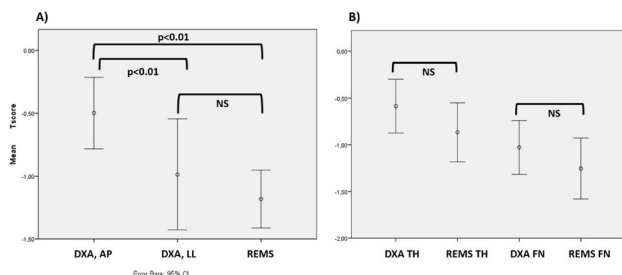 A)
p<0.01
p<0.01
NS
0,00
-0,50
-1,00
-1,50
Mean Tscore
DXA, AP DXA, LL REMS
Error Bars: 95% CI
B)
NS
NS
0,00
-0,50
-1,00
-1,50
-2,00
DXA TH REMS TH DXA FN REMS FN